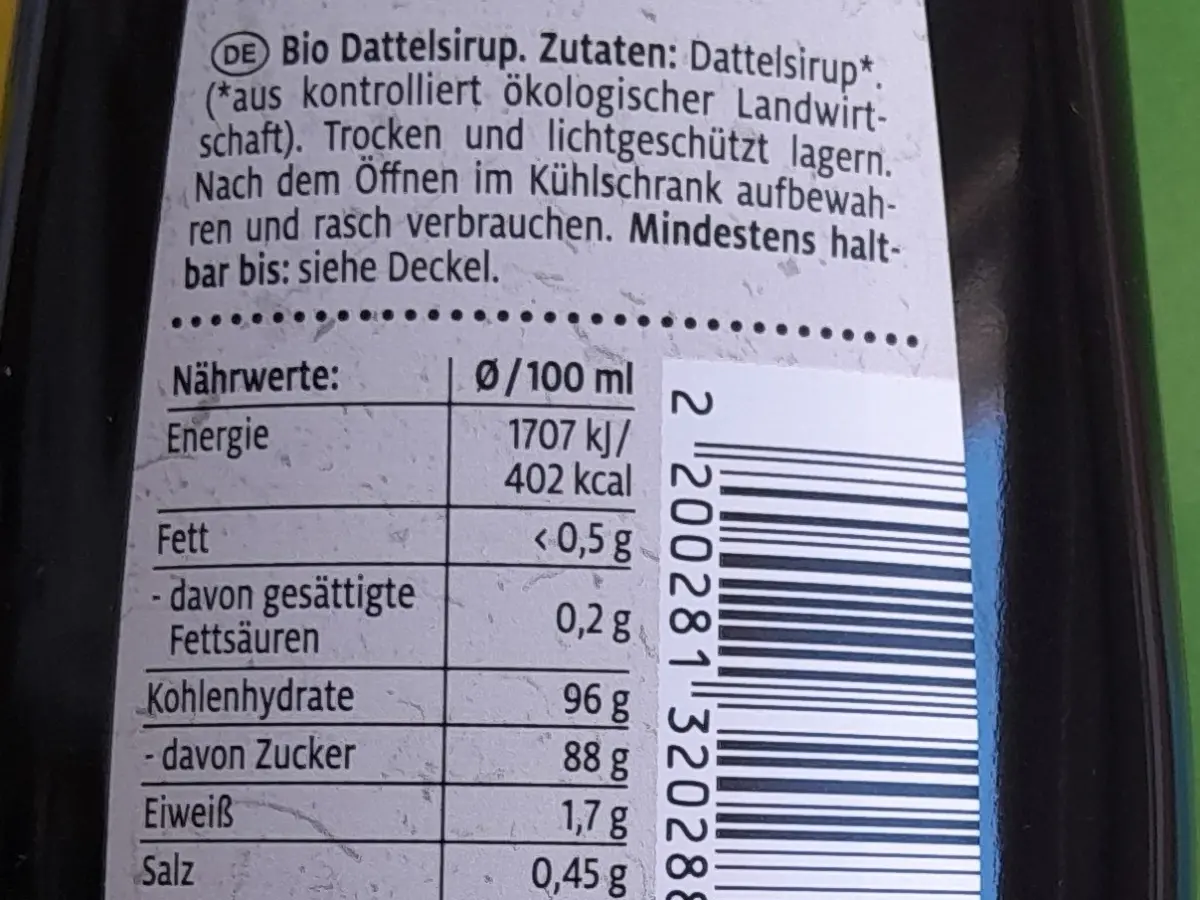 DE Bio Dattelsirup. Zutaten: Dattelsirup*.
(*aus kontrolliert ökologischer Landwirt-
schaft). Trocken und lichtgeschützt lagern.
Nach dem Öffnen im Kühlschrank aufbewah-
ren und rasch verbrauchen. Mindestens halt-
bar bis: siehe Deckel.
Nährwerte: Ø/100 ml
Energie 1707 kJ/
402 kcal
Fett <0,5 g
- davon gesättigte
Fettsäuren 0,2 g
Kohlenhydrate 96 g
- davon Zucker 88 g
Eiweiß 1,7 g
Salz 0,45 g
2 200281 32028